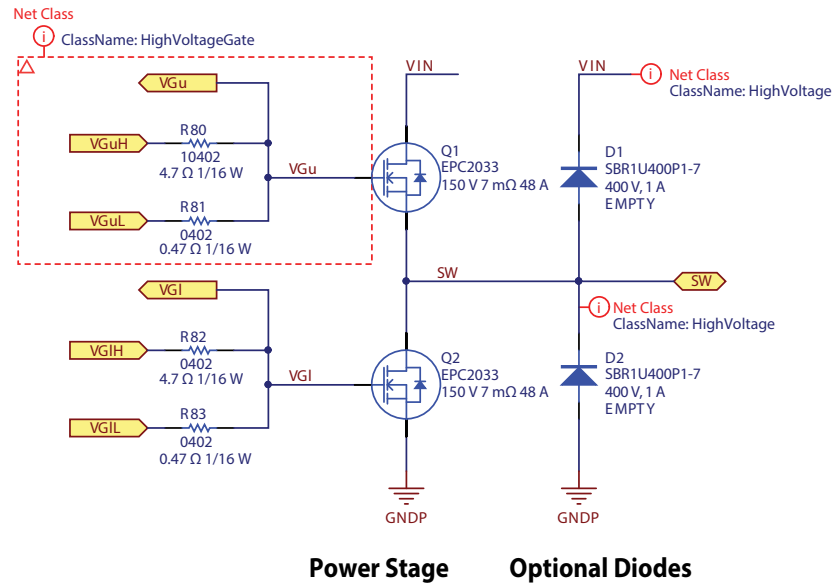 Net Class
i
ClassName: HighVoltageGate
VGu
VGuH
R80
10402
4.7 Ω 1/16 W
VGu
VGuL
R81
0402
0.47 Ω 1/16 W
VIN
Q1
EPC2033
150 V 7 mΩ 48 A
VIN
i
Net Class
ClassName: HighVoltage
D1
SBR1U400P1-7
400 V, 1 A
EMPTY
SW
SW
VGl
VGlH
R82
0402
4.7 Ω 1/16 W
VGl
VGlL
R83
0402
0.47 Ω 1/16 W
Q2
EPC2033
150 V 7 mΩ 48 A
i
Net Class
ClassName: HighVoltage
D2
SBR1U400P1-7
400 V, 1 A
EMPTY
GNDP
GNDP
Power Stage
Optional Diodes